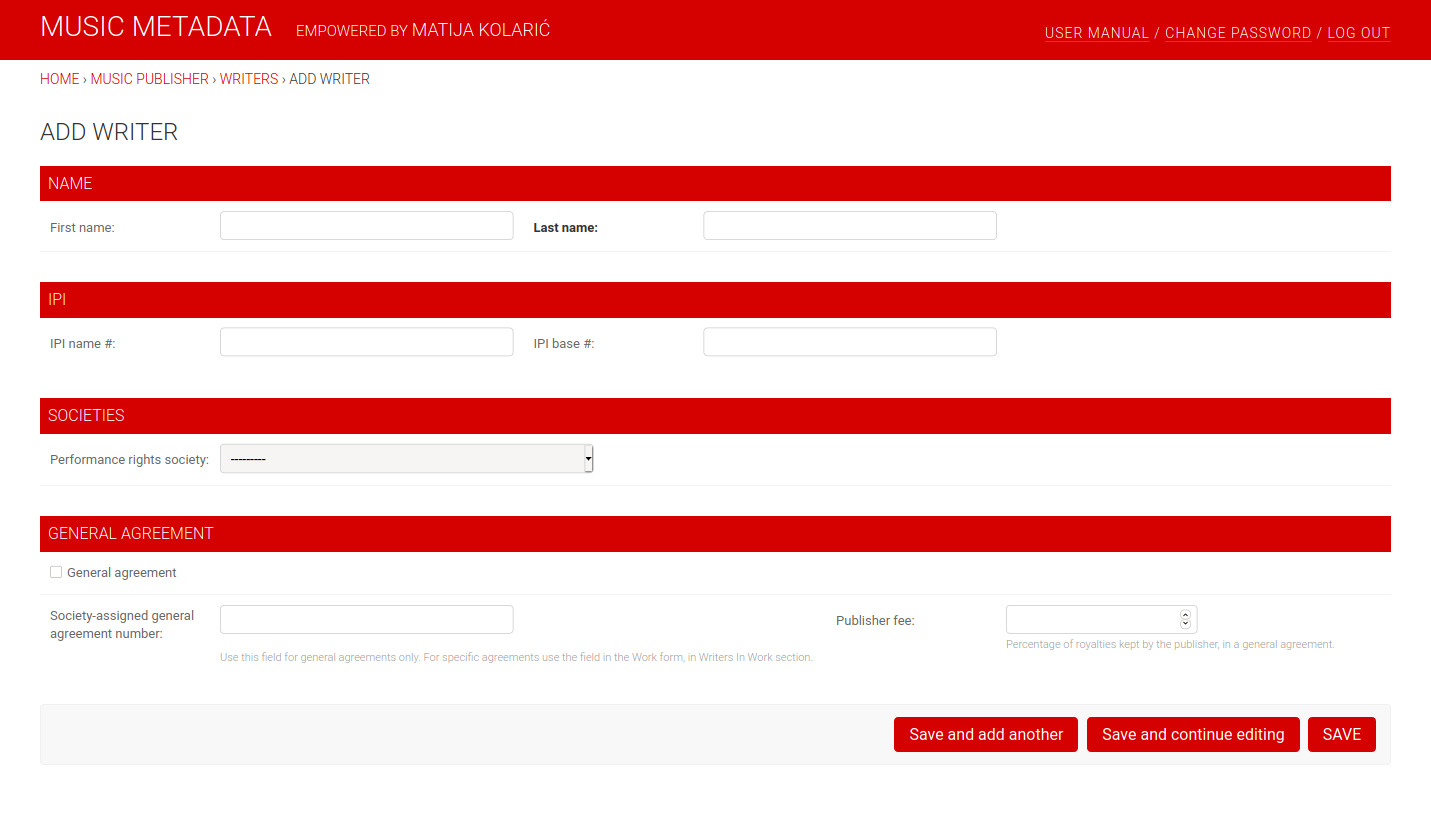 MUSIC METADATA EMPOWERED BY MATIJA KOLARIĆ USER MANUAL / CHANGE PASSWORD / LOG OUT
HOME › MUSIC PUBLISHER › WRITERS › ADD WRITER
ADD WRITER
NAME
First name: Last name:
IPI
IPI name #: IPI base #:
SOCIETIES
Performance rights society: ---------
GENERAL AGREEMENT
General agreement
Society-assigned general
agreement number:
Use this field for general agreements only. For specific agreements use the field in the Work form, in Writers In Work section.
Publisher fee:
Percentage of royalties kept by the publisher, in a general agreement.
Save and add another Save and continue editing SAVE